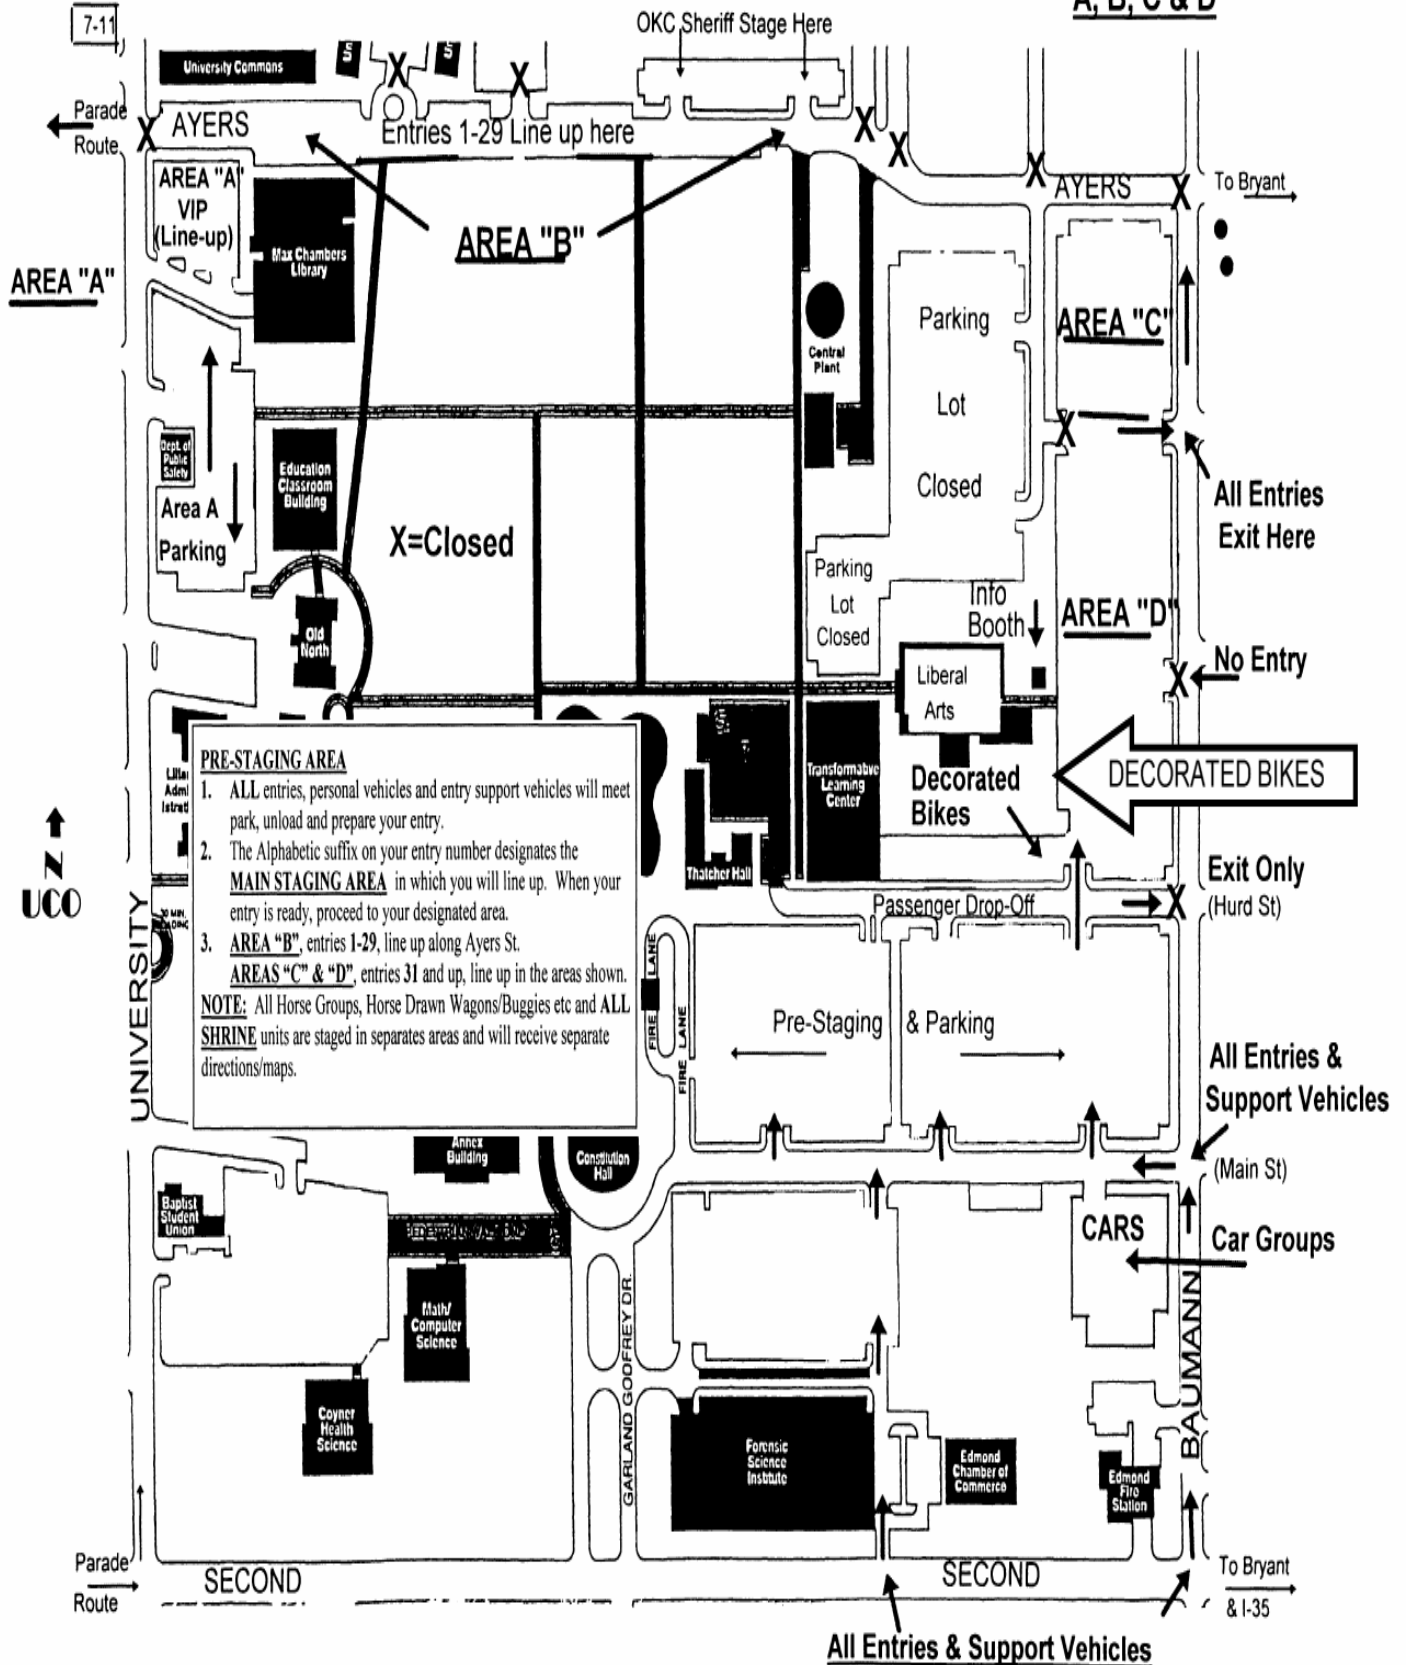 A, B, C & D
7-11
OKC Sheriff Stage Here
University Commons
Parade
Route
AYERS
Entries 1-29 Line up here
AREA "A"
VIP
(Line-up)
AYERS
To Bryant
Max Chambers
Library
AREA "B"
AREA "A"
Parking
Lot
Closed
AREA "C"
Central
Plant
Dept. of
Public
Safety
Education
Classroom
Building
Area A
Parking
X=Closed
All Entries
Exit Here
Parking
Lot
Closed
Info
Booth
AREA "D"
Old
North
No Entry
Liberal
Arts
PRE-STAGING AREA
1. ALL entries, personal vehicles and entry support vehicles will meet
park, unload and prepare your entry.
2. The Alphabetic suffix on your entry number designates the
MAIN STAGING AREA in which you will line up. When your
entry is ready, proceed to your designated area.
3. AREA “B”, entries 1-29, line up along Ayers St.
AREAS “C” & “D”, entries 31 and up, line up in the areas shown.
NOTE: All Horse Groups, Horse Drawn Wagons/Buggies etc and ALL
SHRINE units are staged in separates areas and will receive separate
directions/maps.
Transformative
Learning
Center
Decorated
Bikes
DECORATED BIKES
Thatcher Hall
N
UCO
Exit Only
(Hurd St)
Passenger Drop-Off
UNIVERSITY
FIRE LANE
FIRE LANE
Pre-Staging & Parking
All Entries &
Support Vehicles
(Main St)
Annex
Building
Constitution
Hall
Baptist
Student
Union
CARS
Car Groups
Math/
Computer
Science
GARLAND GODFREY DR.
BAUMANN
Coyner
Health
Science
Forensic
Science
Institute
Edmond
Chamber of
Commerce
Edmond
Fire
Station
Parade
Route
SECOND
SECOND
To Bryant
& I-35
All Entries & Support Vehicles